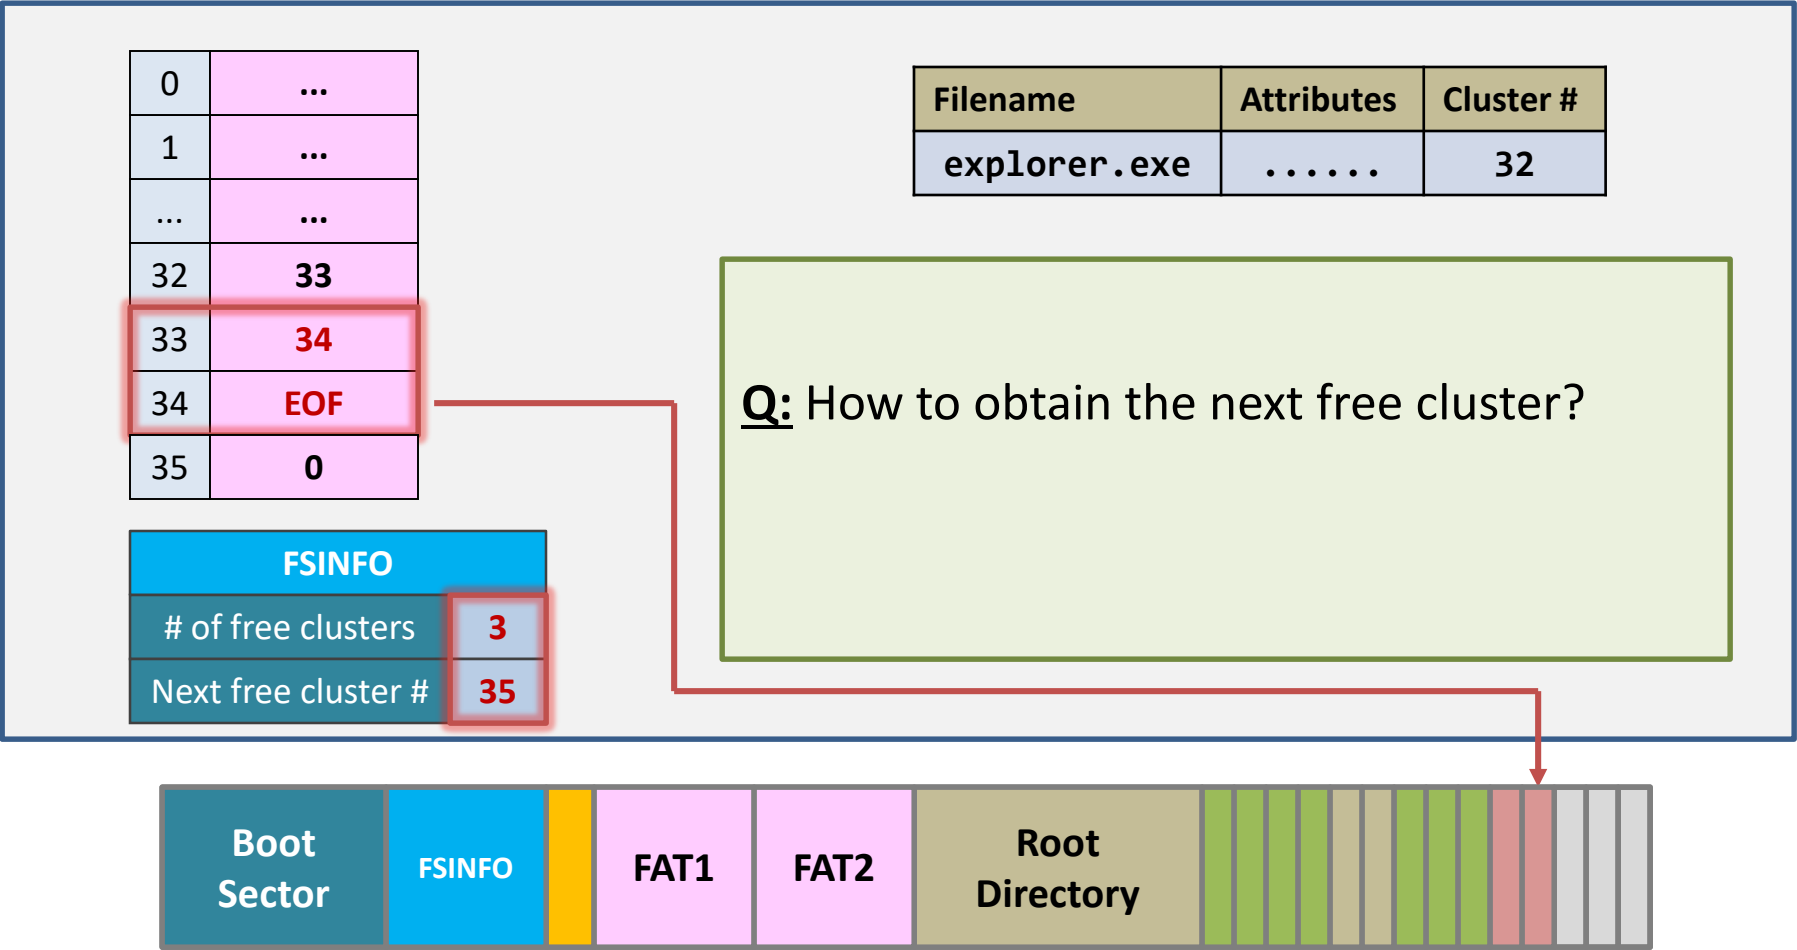 0 ...
1 ...
... ...
32 33
33 34
34 EOF
35 0
Filename Attributes Cluster #
explorer.exe ...... 32
Q: How to obtain the next free cluster?
FSINFO
# of free clusters 3
Next free cluster # 35
Boot
Sector
FSINFO
FAT1
FAT2
Root
Directory